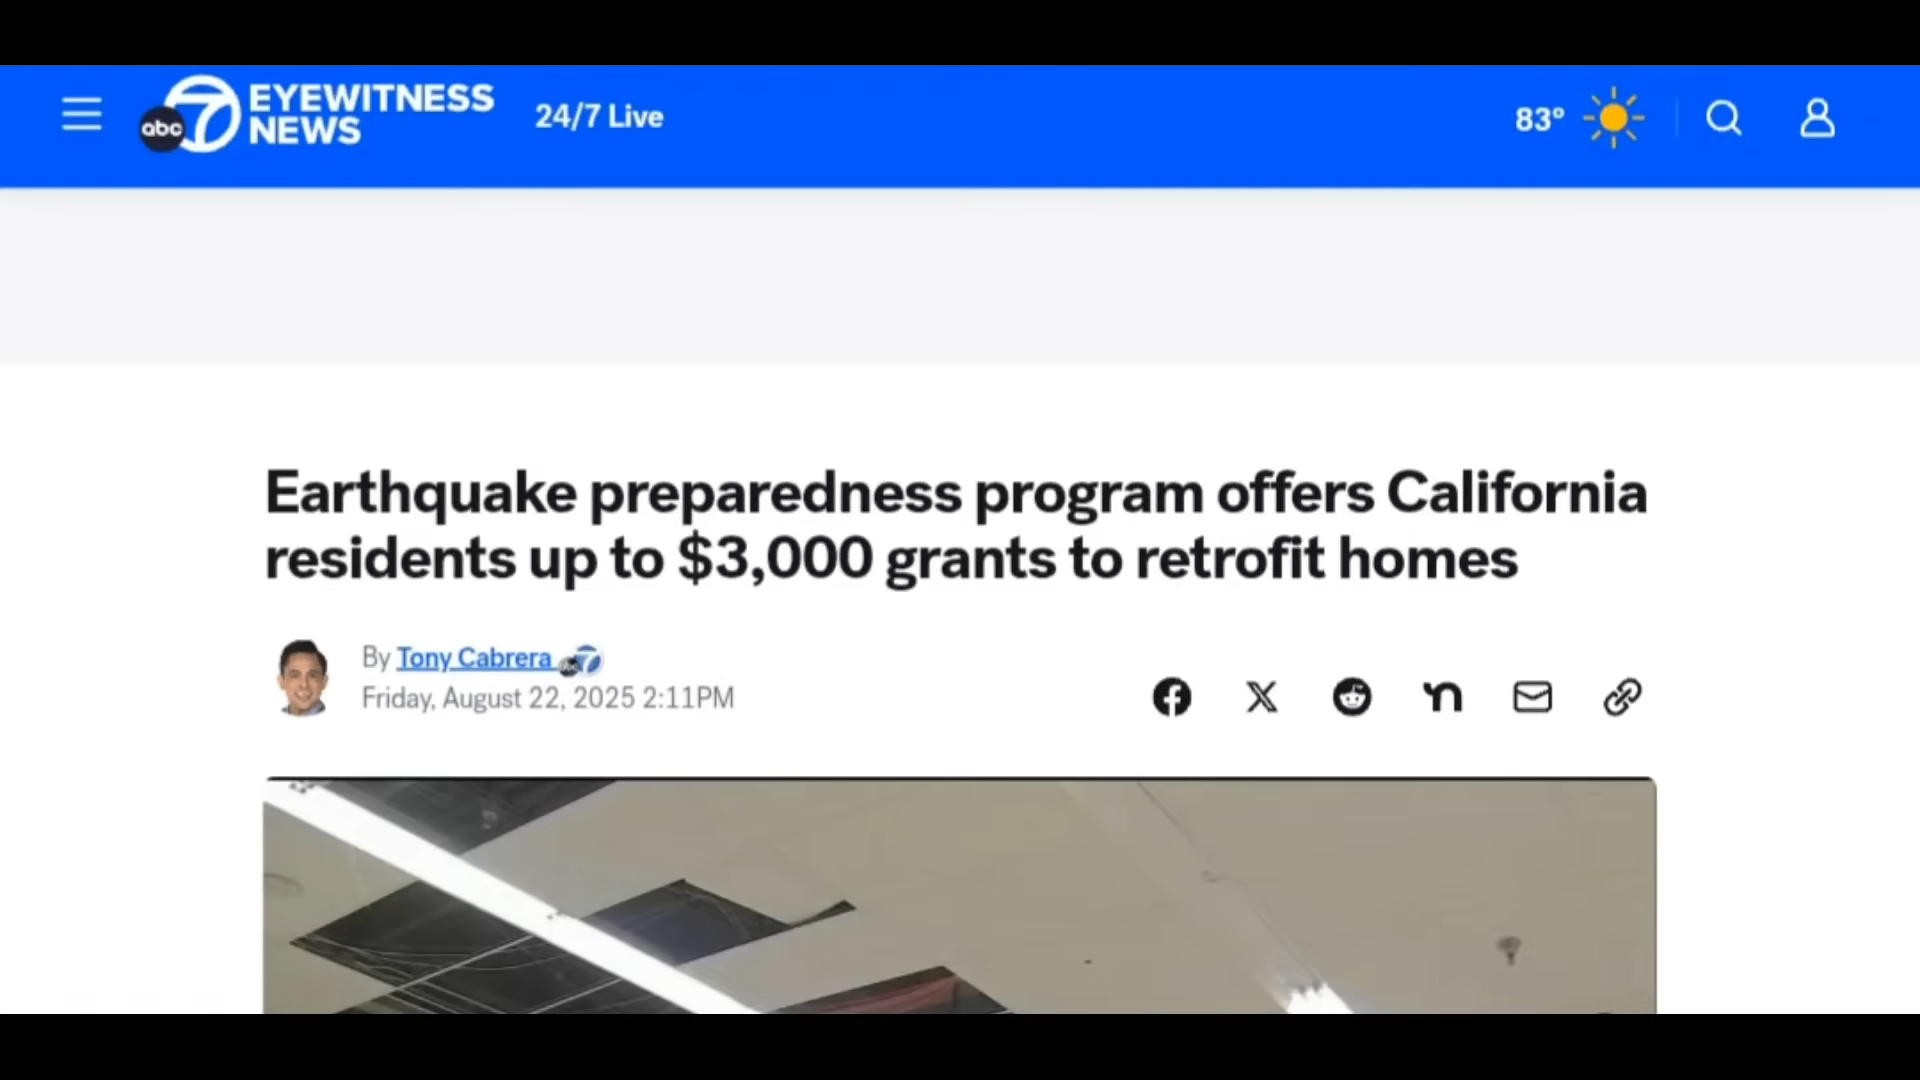 abc 7 EYEWITNESS
NEWS
24/7 Live
83°
Earthquake preparedness program offers California
residents up to $3,000 grants to retrofit homes
By Tony Cabrera
Friday, August 22, 2025 2:11PM